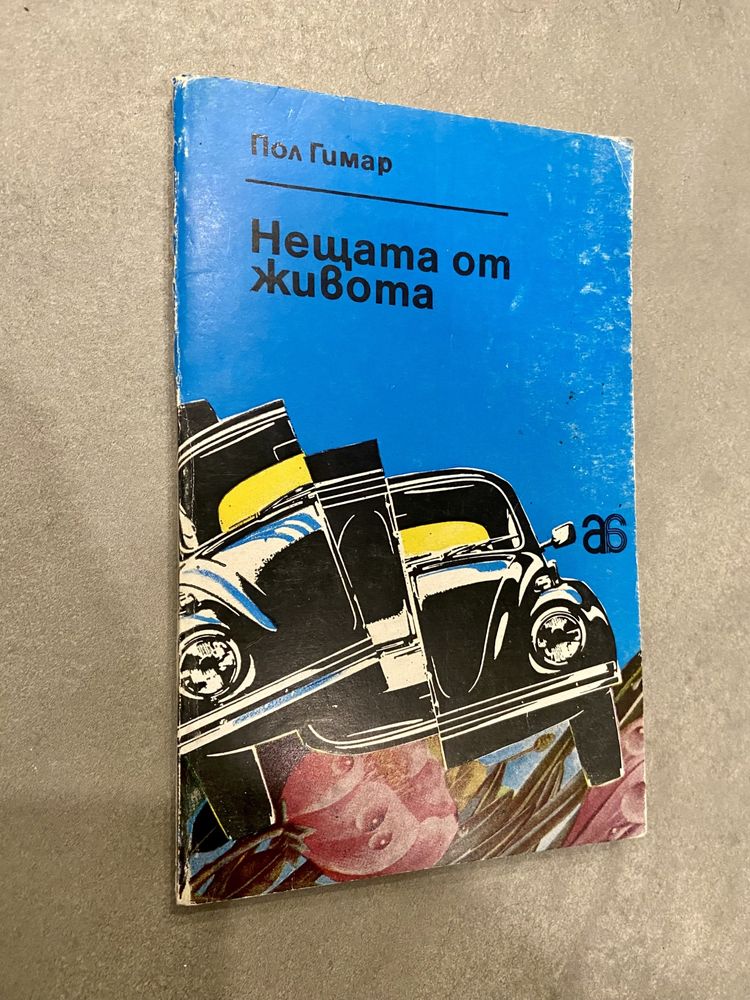 Пол Гимар
Нещата от
живота
аб